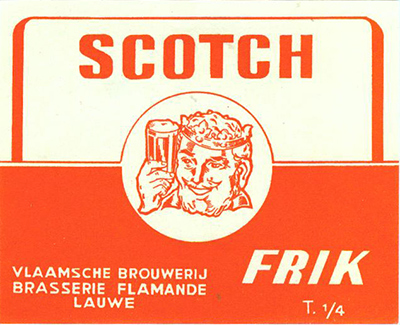 SCOTCH
FRIK
VLAAMSCHE BROUWERIJ
BRASSERIE FLAMANDE
LAUWE
T. 1/4